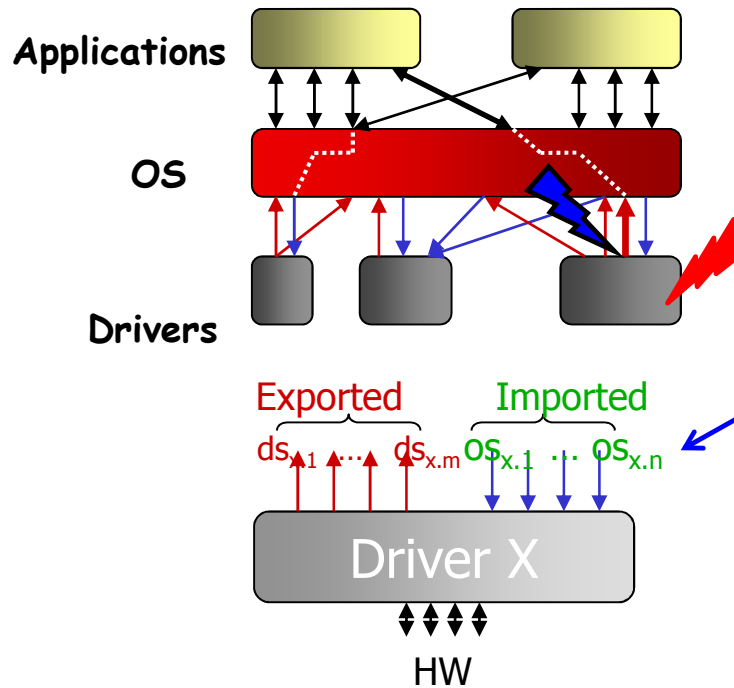 Applications
OS
Drivers
Exported Imported
ds_x.1 ... ds_x.m os_x.1 ... os_x.n
Driver X
HW